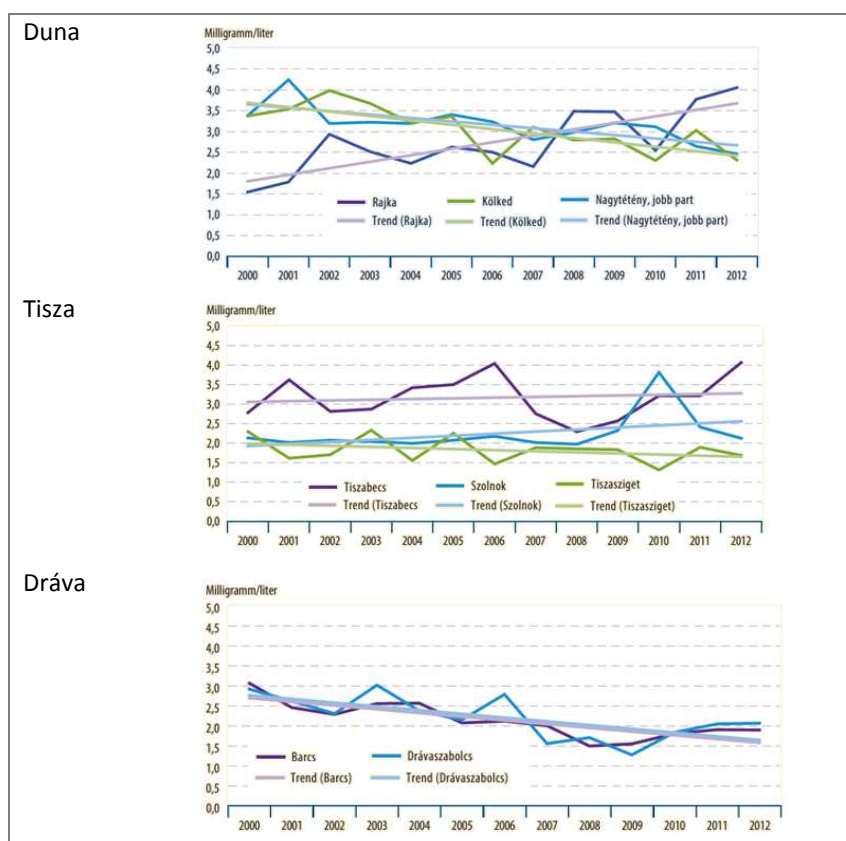 Duna
Milligramm/liter
5,0
4,5
4,0
3,5
3,0
2,5
2,0
1,5
1,0
0,5
0,0
Rajka Kölked Nagytétény, jobb part
Trend (Rajka) Trend (Kölked) Trend (Nagytétény, jobb part)
2000 2001 2002 2003 2004 2005 2006 2007 2008 2009 2010 2011 2012
Tisza
Milligramm/liter
5,0
4,5
4,0
3,5
3,0
2,5
2,0
1,5
1,0
0,5
0,0
Tiszabecs Szolnok Tiszasziget
Trend (Tiszabecs Trend (Szolnok) Trend (Tiszasziget)
2000 2001 2002 2003 2004 2005 2006 2007 2008 2009 2010 2011 2012
Dráva
Milligramm/liter
5,0
4,5
4,0
3,5
3,0
2,5
2,0
1,5
1,0
0,5
0,0
Barcs Drávaszabolcs
Trend (Barcs) Trend (Drávaszabolcs)
2000 2001 2002 2003 2004 2005 2006 2007 2008 2009 2010 2011 2012